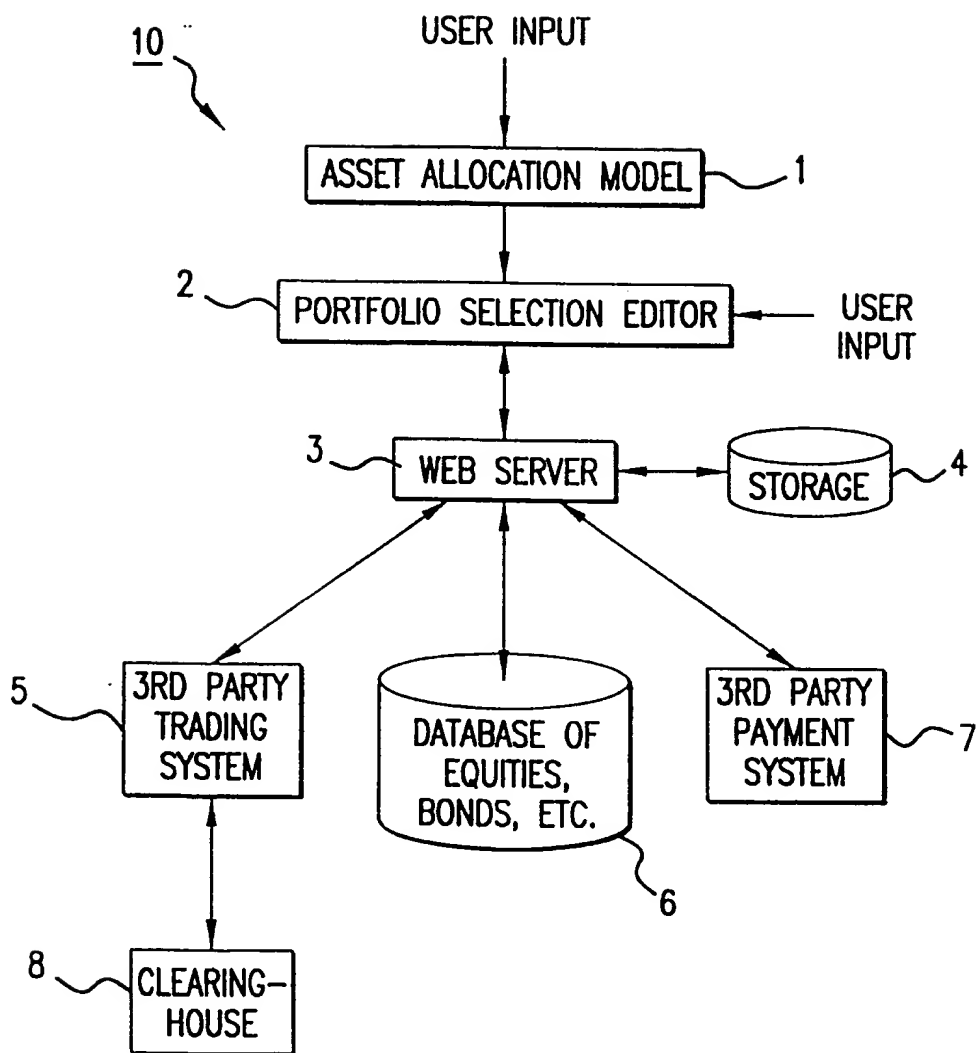 10
USER INPUT
ASSET ALLOCATION MODEL
1
2
PORTFOLIO SELECTION EDITOR
USER
INPUT
3
WEB SERVER
STORAGE
4
5
3RD PARTY
TRADING
SYSTEM
DATABASE OF
EQUITIES,
BONDS, ETC.
6
3RD PARTY
PAYMENT
SYSTEM
7
8
CLEARING-
HOUSE